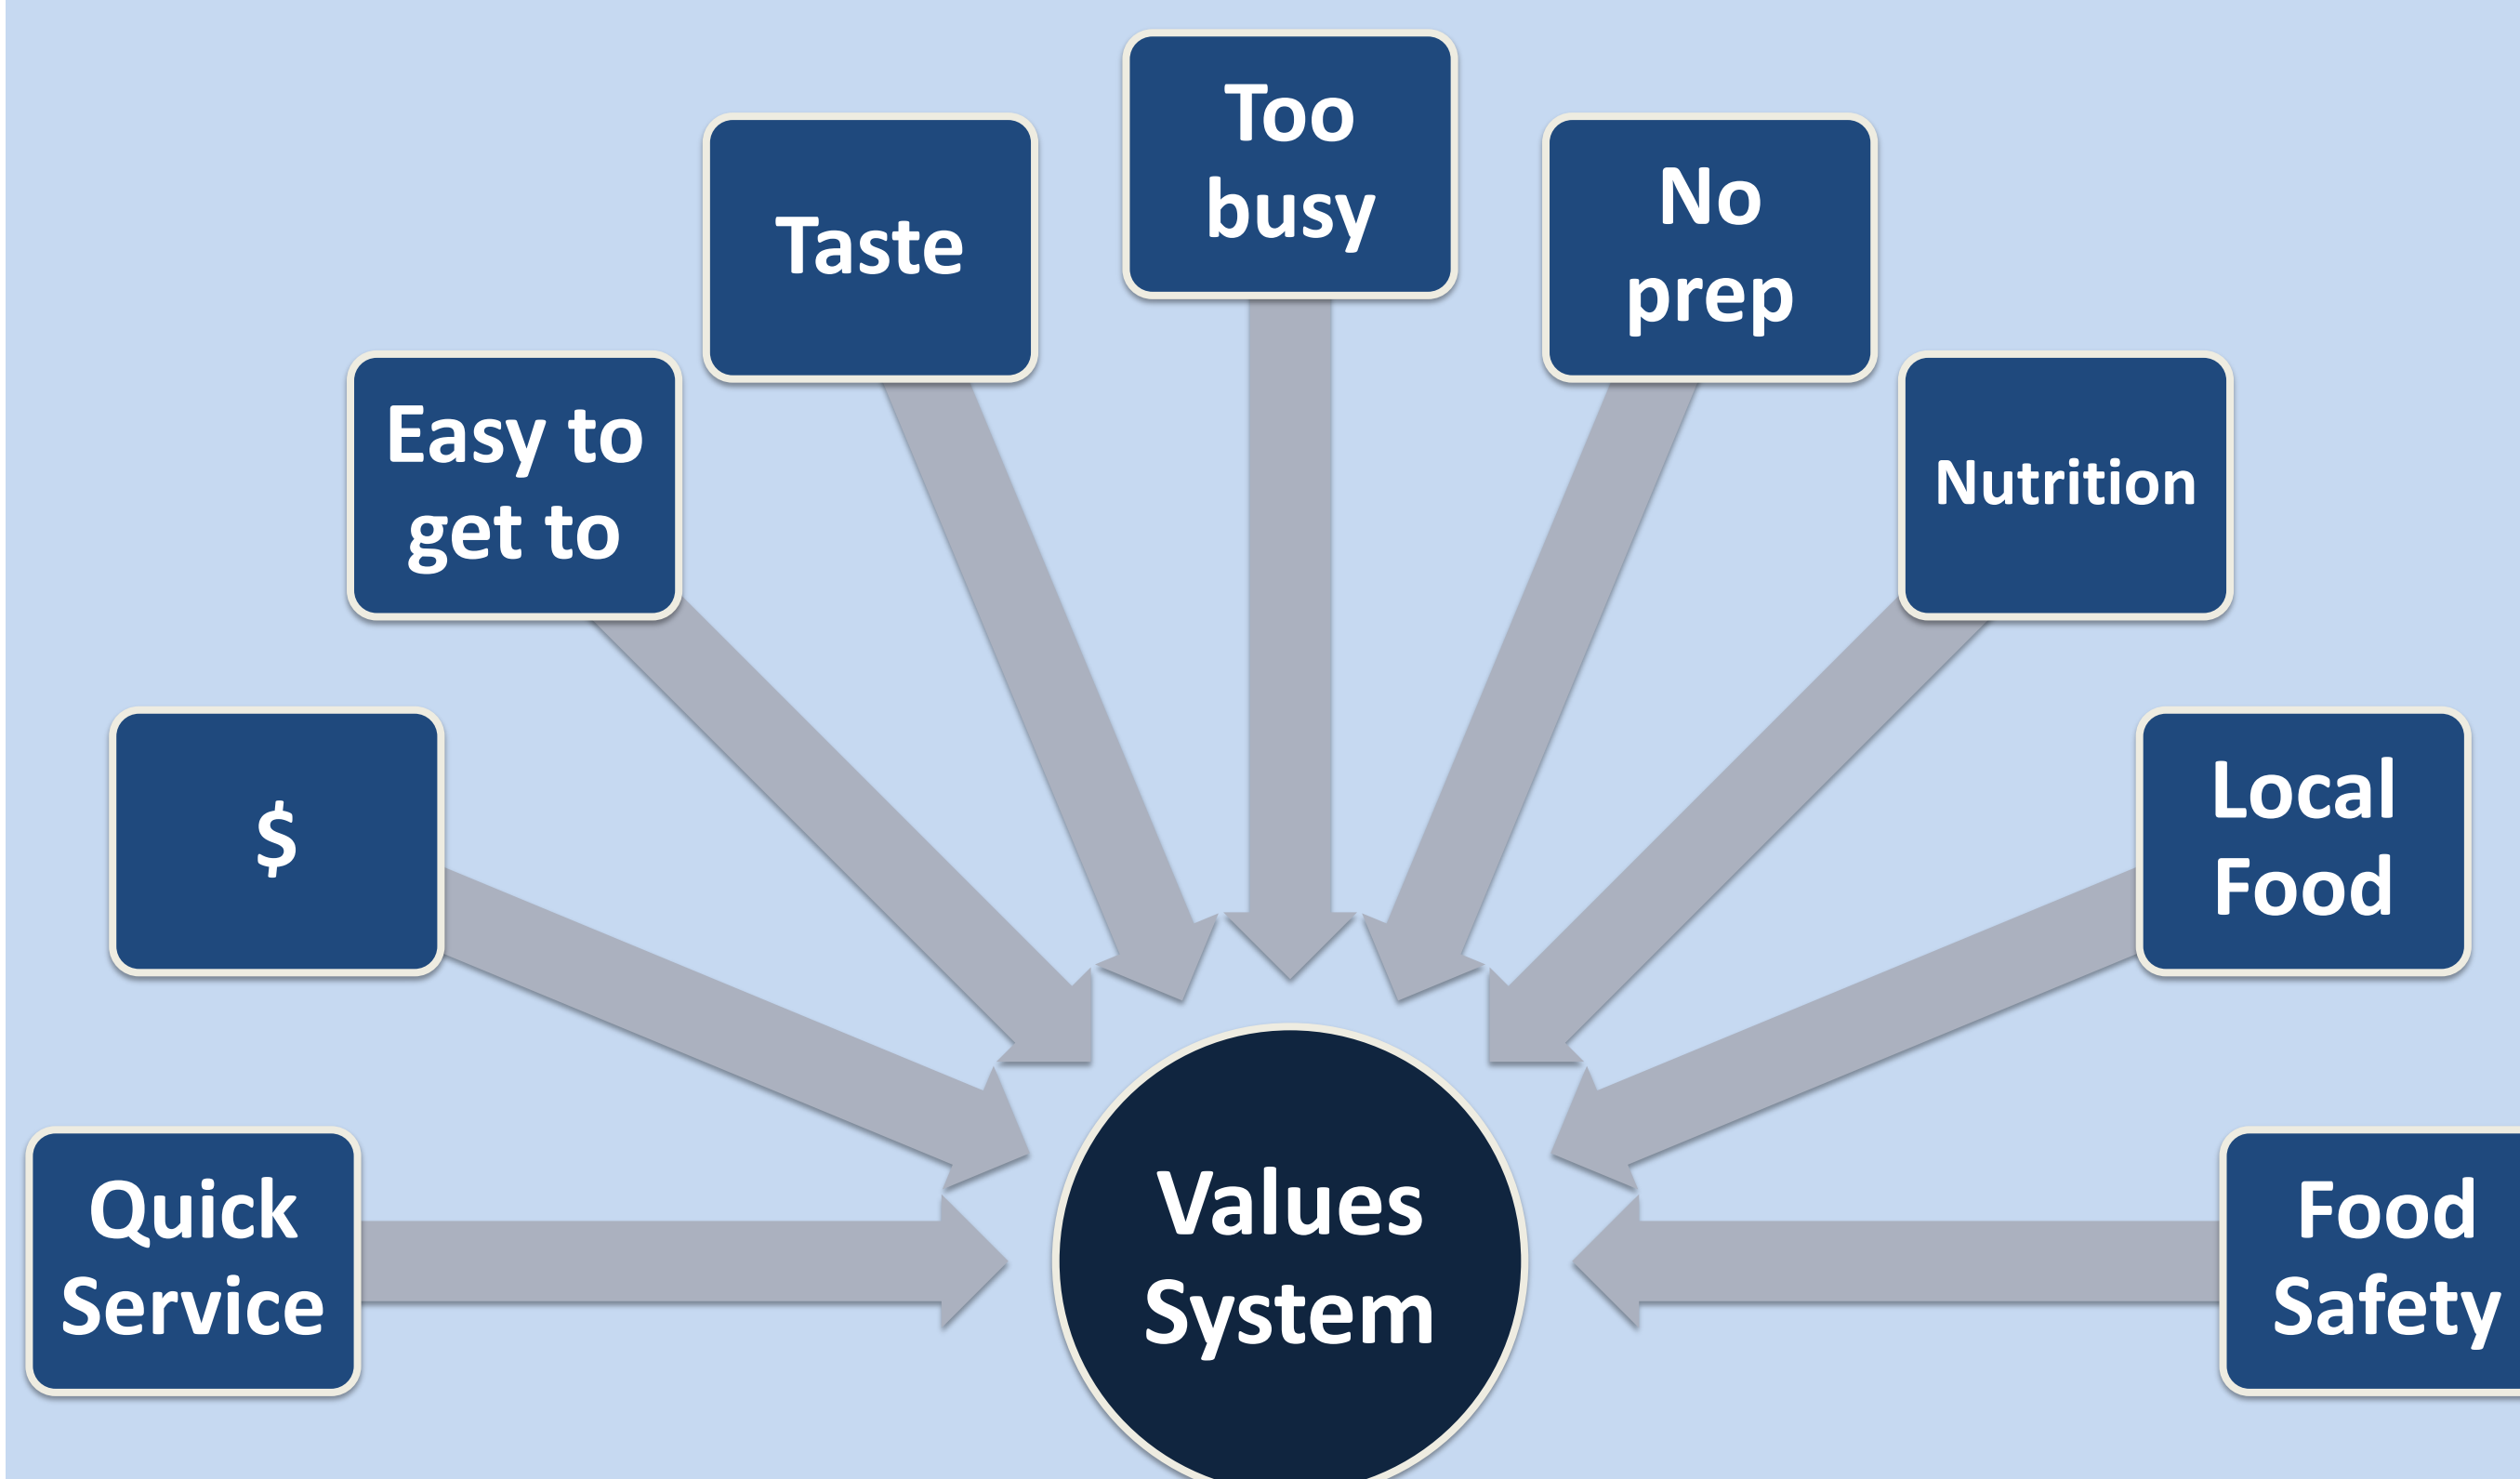 Too
busy
Taste
No
prep
Easy to
get to
Nutrition
$
Local
Food
Quick
Service
Values
System
Food
Safety